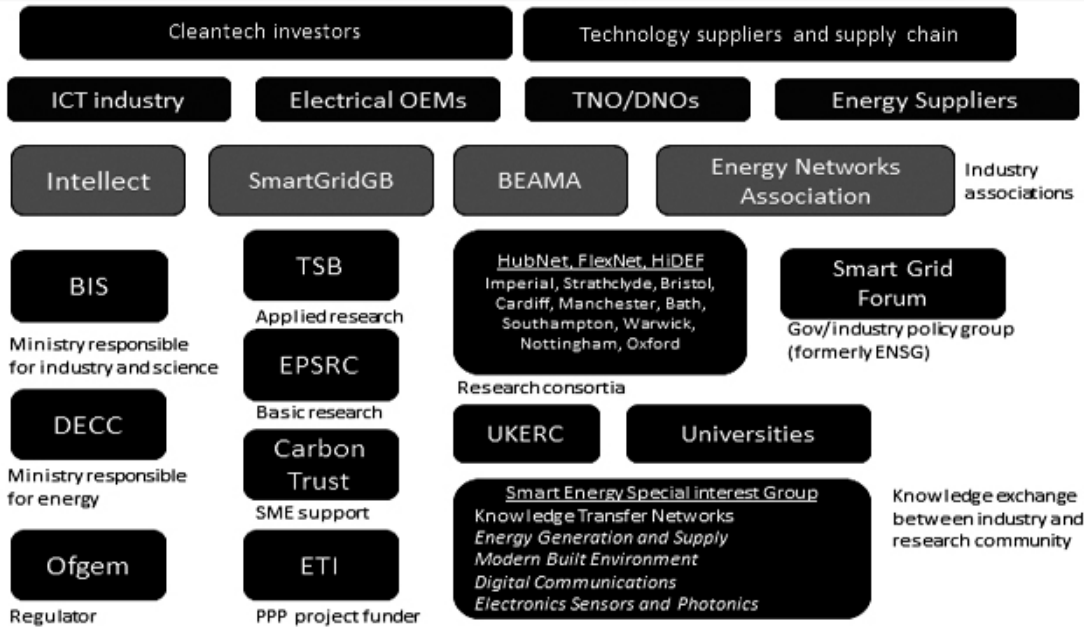 Cleantech investors
Technology suppliers and supply chain
ICT industry
Electrical OEMs
TNO/DNOs
Energy Suppliers
Intellect
SmartGridGB
BEAMA
Energy Networks
Association
Industry
associations
BIS
Ministry responsible
for industry and science
DECC
Ministry responsible
for energy
Ofgem
Regulator
TSB
Applied research
EPSRC
Basic research
Carbon
Trust
SME support
ETI
PPP project funder
HubNet, FlexNet, HiDEF
Imperial, Strathclyde, Bristol,
Cardiff, Manchester, Bath,
Southampton, Warwick,
Nottingham, Oxford
Research consortia
Smart Grid
Forum
Gov/industry policy group
(formerly ENSG)
UKERC
Universities
Smart Energy Special interest Group
Knowledge Transfer Networks
Energy Generation and Supply
Modern Built Environment
Digital Communications
Electronics Sensors and Photonics
Knowledge exchange
between industry and
research community